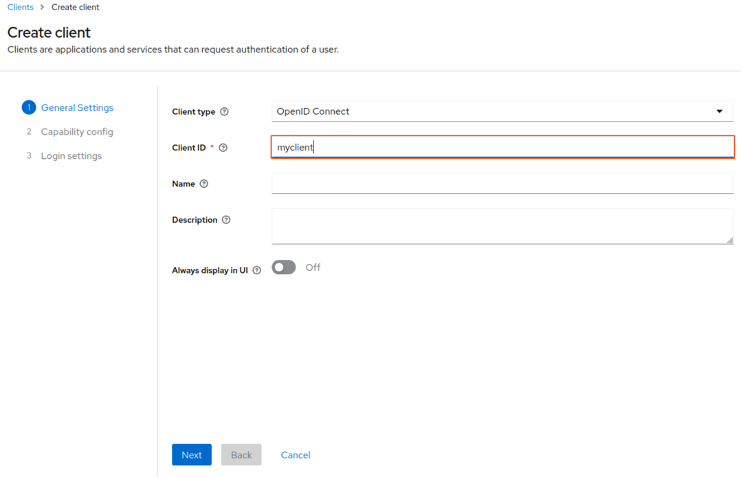 Clients > Create client
Create client
Clients are applications and services that can request authentication of a user.
1 General Settings
2 Capability config
3 Login settings
Client type
OpenID Connect
Client ID *
myclient
Name
Description
Always display in UI
Off
Next
Back
Cancel